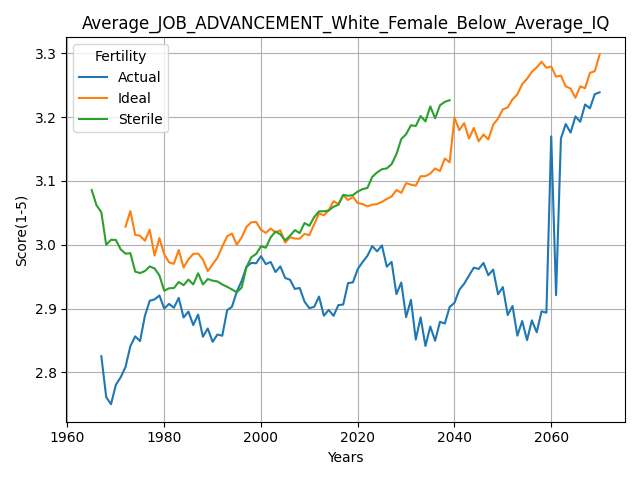 Average_JOB_ADVANCEMENT_White_Female_Below_Average_IQ
Fertility
Actual
Ideal
Sterile
Score(1-5)
3.3
3.2
3.1
3.0
2.9
2.8
1960 1980 2000 2020 2040 2060
Years